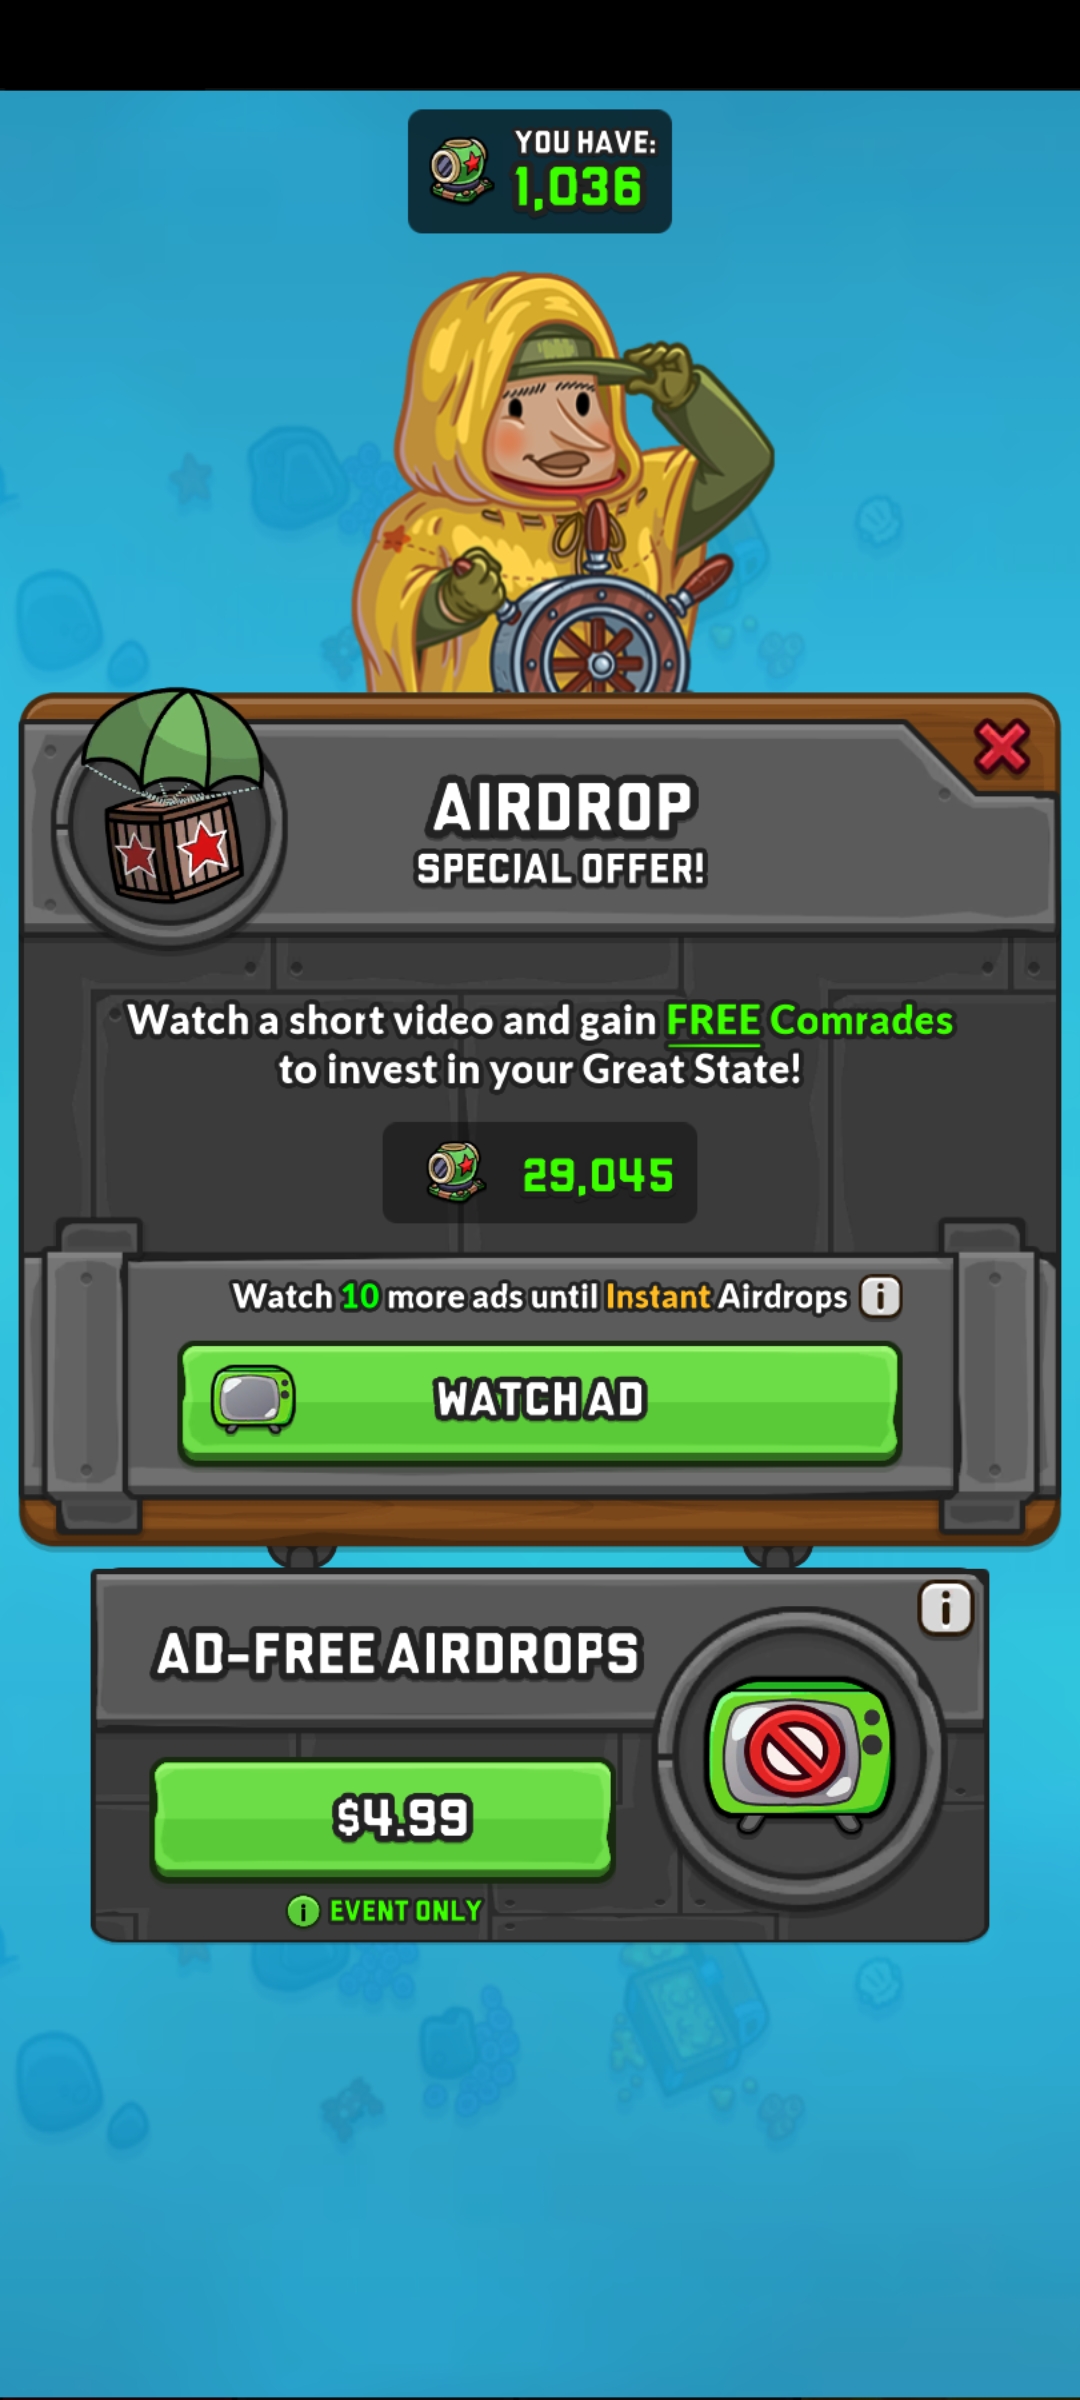 YOU HAVE:
1,036
AIRDROP
SPECIAL OFFER!
Watch a short video and gain FREE Comrades
to invest in your Great State!
29,045
Watch 10 more ads until Instant Airdrops i
WATCH AD
i
AD-FREE AIRDROPS
$4.99
i EVENT ONLY